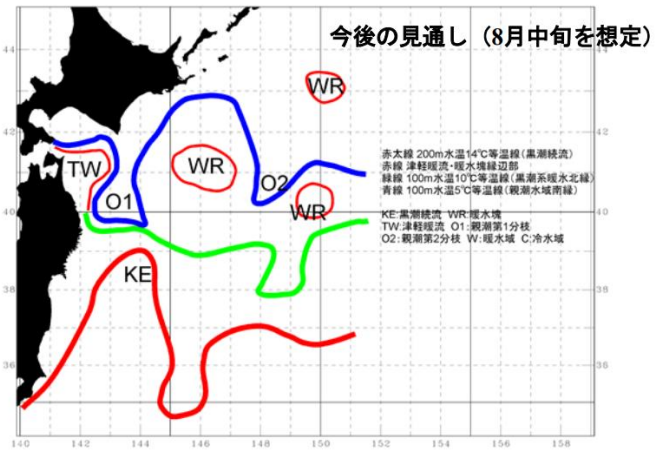 今後の見通し（8月中旬を想定）
44
44
WR
42
42
TW
WR
O2
O1
WR
赤太線 200m水温14℃等温線(黒潮続流)
赤線 津軽暖流・暖水塊縁辺部
緑線 100m水温10℃等温線(黒潮系暖水北縁)
青線 100m水温5℃等温線(親潮水域南縁)
KE:黒潮続流 WR:暖水塊
TW:津軽暖流 O1:親潮第1分枝
O2:親潮第2分枝 W:暖水域 C:冷水域
40
40
KE
38
38
36
36
140 142 144 146 148 150 152 154 156 158